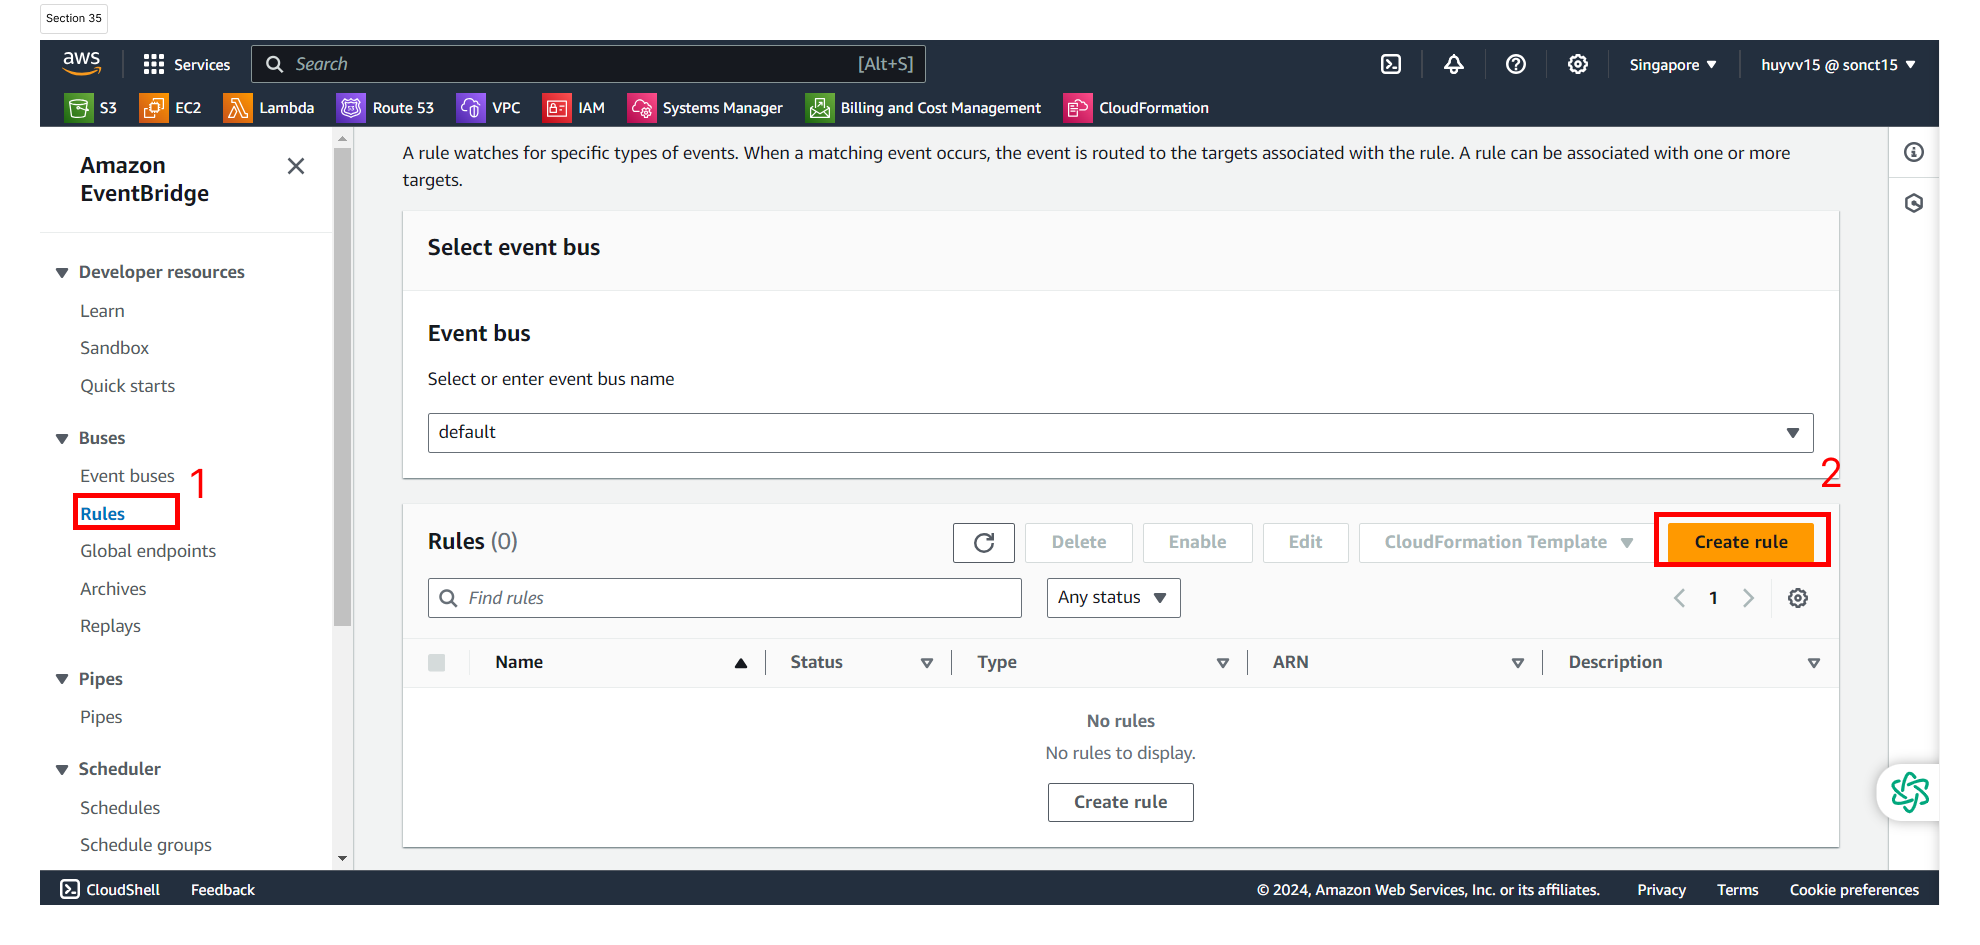 Section 35
aws
Services
Search
[Alt+S]
Singapore
huyvv15 @ sonct15
S3
EC2
Lambda
Route 53
VPC
IAM
Systems Manager
Billing and Cost Management
CloudFormation
Amazon
EventBridge
Developer resources
Learn
Sandbox
Quick starts
Buses
Event buses
1
Rules
Global endpoints
Archives
Replays
Pipes
Pipes
Scheduler
Schedules
Schedule groups
A rule watches for specific types of events. When a matching event occurs, the event is routed to the targets associated with the rule. A rule can be associated with one or more
targets.
Select event bus
Event bus
Select or enter event bus name
default
2
Rules (0)
Delete
Enable
Edit
CloudFormation Template
Create rule
Find rules
Any status
1
Name
Status
Type
ARN
Description
No rules
No rules to display.
Create rule
CloudShell
Feedback
© 2024, Amazon Web Services, Inc. or its affiliates.
Privacy
Terms
Cookie preferences